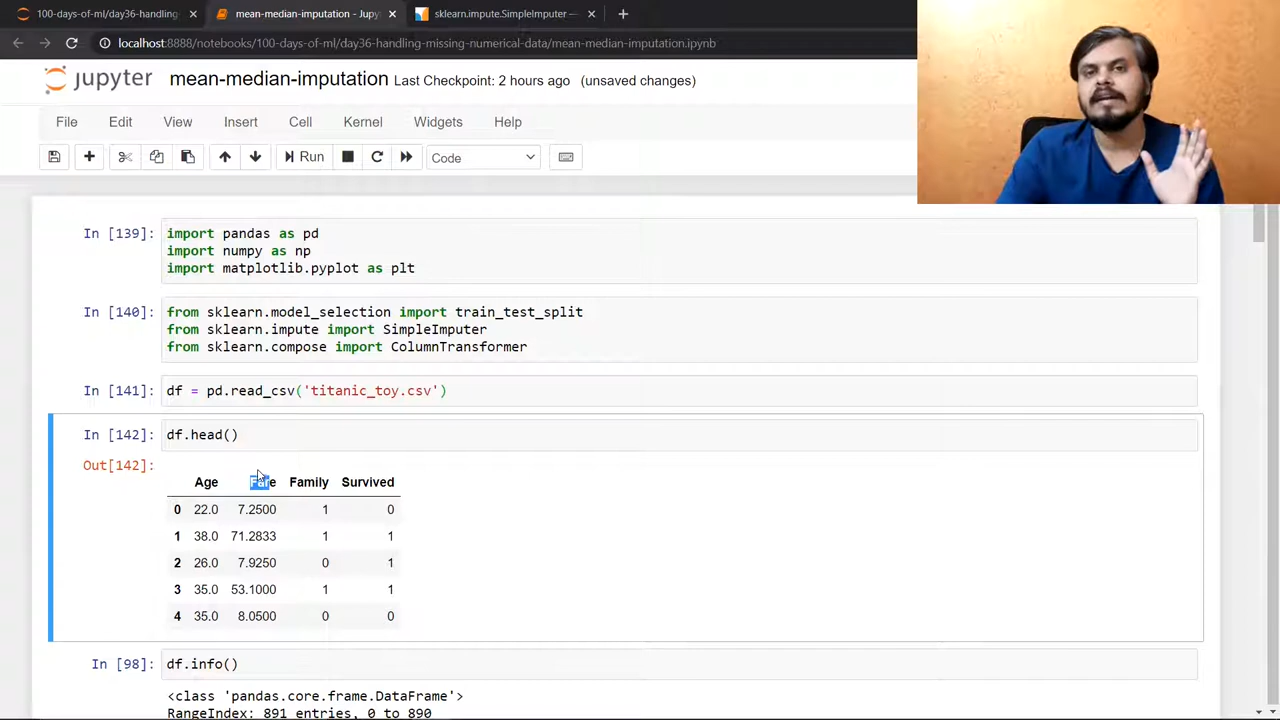 100-days-of-ml/day36-handling-
mean-median-imputation - Jupy
sklearn.impute.SimpleImputer —
localhost:8888/notebooks/100-days-of-ml/day36-handling-missing-numerical-data/mean-median-imputation.ipynb
jupyter mean-median-imputation Last Checkpoint: 2 hours ago (unsaved changes)
File Edit View Insert Cell Kernel Widgets Help
Run Code
In [139]: import pandas as pd
import numpy as np
import matplotlib.pyplot as plt
In [140]: from sklearn.model_selection import train_test_split
from sklearn.impute import SimpleImputer
from sklearn.compose import ColumnTransformer
In [141]: df = pd.read_csv('titanic_toy.csv')
In [142]: df.head()
Out[142]:
Age Fare Family Survived
0 22.0 7.2500 1 0
1 38.0 71.2833 1 1
2 26.0 7.9250 0 1
3 35.0 53.1000 1 1
4 35.0 8.0500 0 0
In [98]: df.info()
<class 'pandas.core.frame.DataFrame'>
RangeIndex: 891 entries, 0 to 890